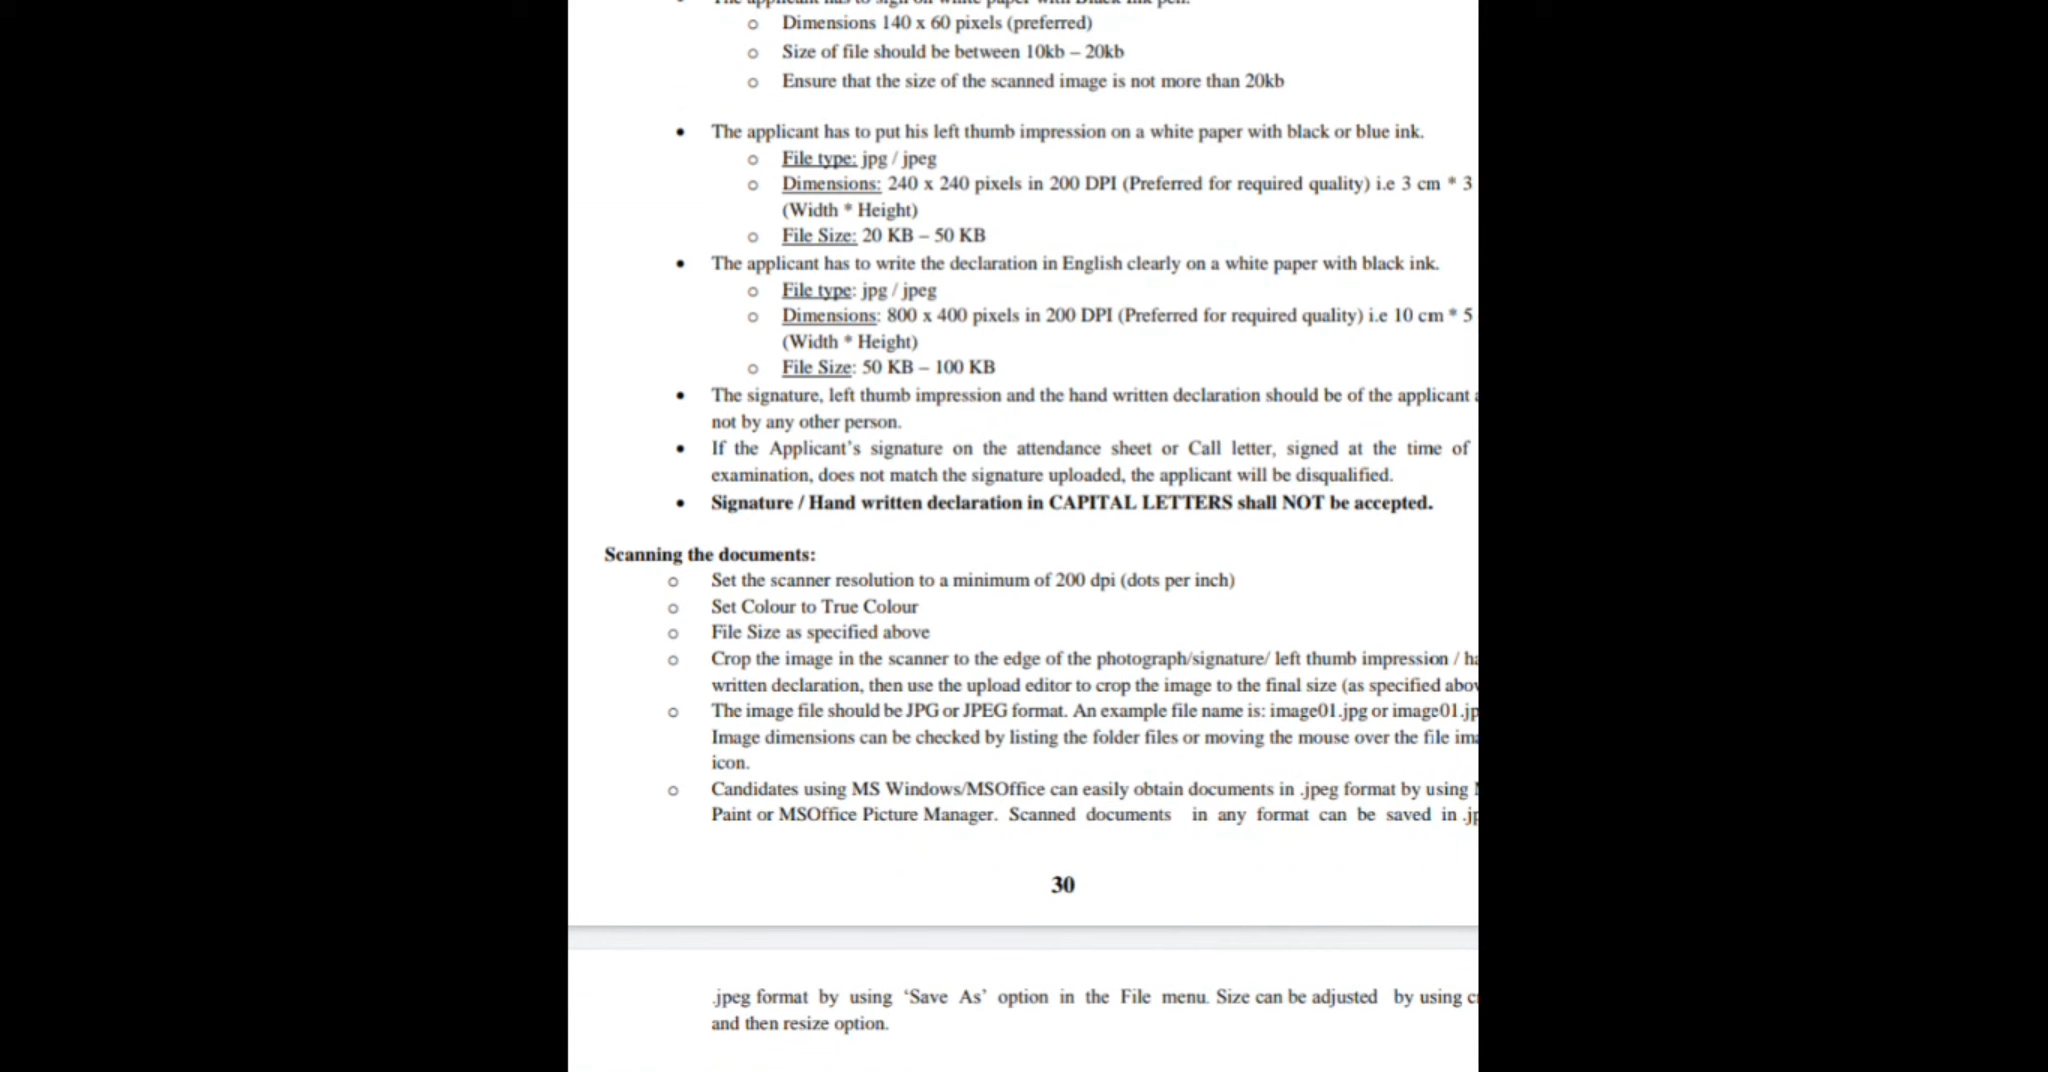 The applicant has to sign on white paper with Black Ink pen.
o Dimensions 140 x 60 pixels (preferred)
o Size of file should be between 10kb – 20kb
o Ensure that the size of the scanned image is not more than 20kb
• The applicant has to put his left thumb impression on a white paper with black or blue ink.
o File type: jpg / jpeg
o Dimensions: 240 x 240 pixels in 200 DPI (Preferred for required quality) i.e 3 cm * 3
(Width * Height)
o File Size: 20 KB – 50 KB
• The applicant has to write the declaration in English clearly on a white paper with black ink.
o File type: jpg / jpeg
o Dimensions: 800 x 400 pixels in 200 DPI (Preferred for required quality) i.e 10 cm * 5
(Width * Height)
o File Size: 50 KB – 100 KB
• The signature, left thumb impression and the hand written declaration should be of the applicant
not by any other person.
• If the Applicant’s signature on the attendance sheet or Call letter, signed at the time of
examination, does not match the signature uploaded, the applicant will be disqualified.
• Signature / Hand written declaration in CAPITAL LETTERS shall NOT be accepted.
Scanning the documents:
o Set the scanner resolution to a minimum of 200 dpi (dots per inch)
o Set Colour to True Colour
o File Size as specified above
o Crop the image in the scanner to the edge of the photograph/signature/ left thumb impression /
written declaration, then use the upload editor to crop the image to the final size (as specified
o The image file should be JPG or JPEG format. An example file name is: image01.jpg or
Image dimensions can be checked by listing the folder files or moving the mouse over the file
icon.
o Candidates using MS Windows/MSOffice can easily obtain documents in .jpeg format by using
Paint or MSOffice Picture Manager. Scanned documents in any format can be saved in
30
.jpeg format by using ‘Save As’ option in the File menu. Size can be adjusted by using
and then resize option.